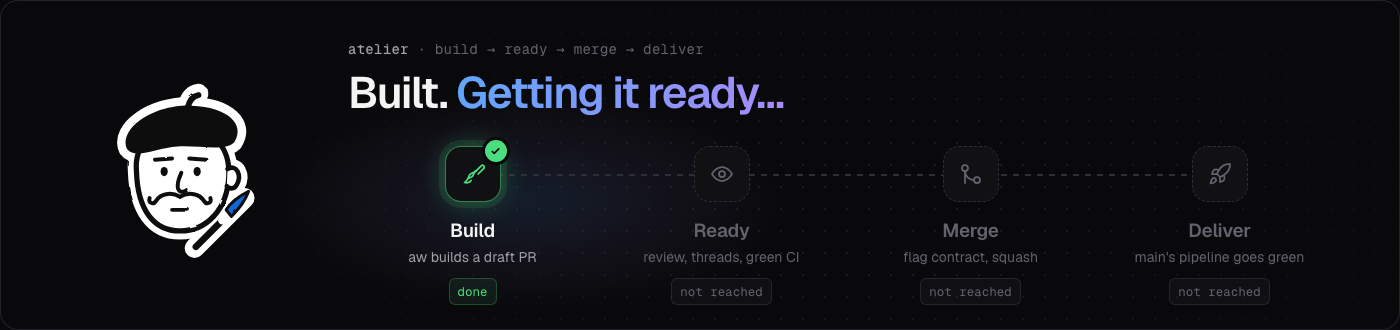 atelier · build → ready → merge → deliver
Built. Getting it ready…
Build
aw builds a draft PR
done
Ready
review, threads, green CI
not reached
Merge
flag contract, squash
not reached
Deliver
main's pipeline goes green
not reached